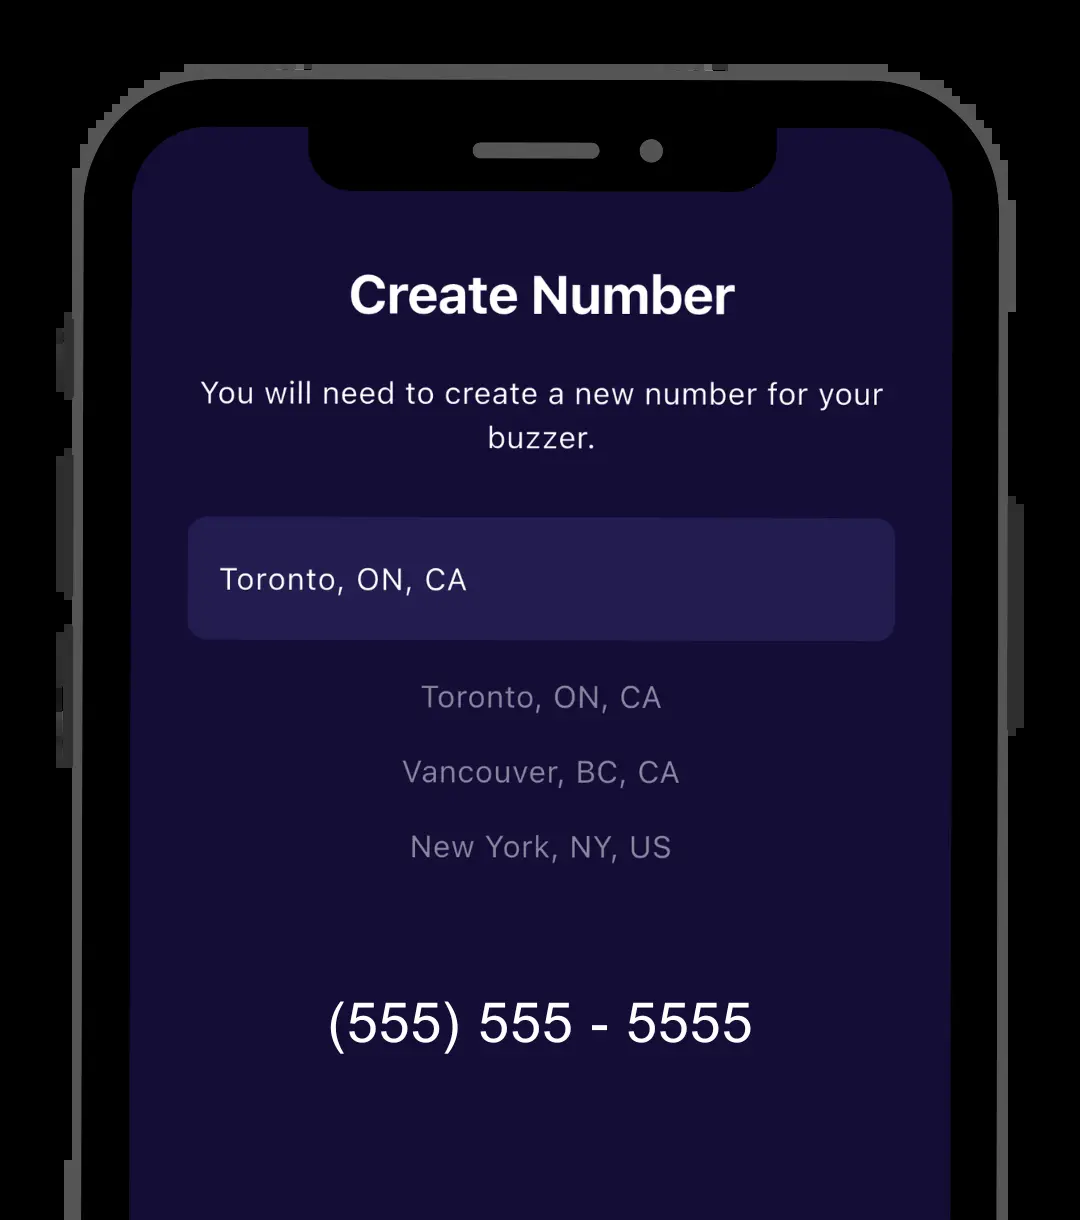 Create Number
You will need to create a new number for your
buzzer.
Toronto, ON, CA
Toronto, ON, CA
Vancouver, BC, CA
New York, NY, US
(555) 555 - 5555